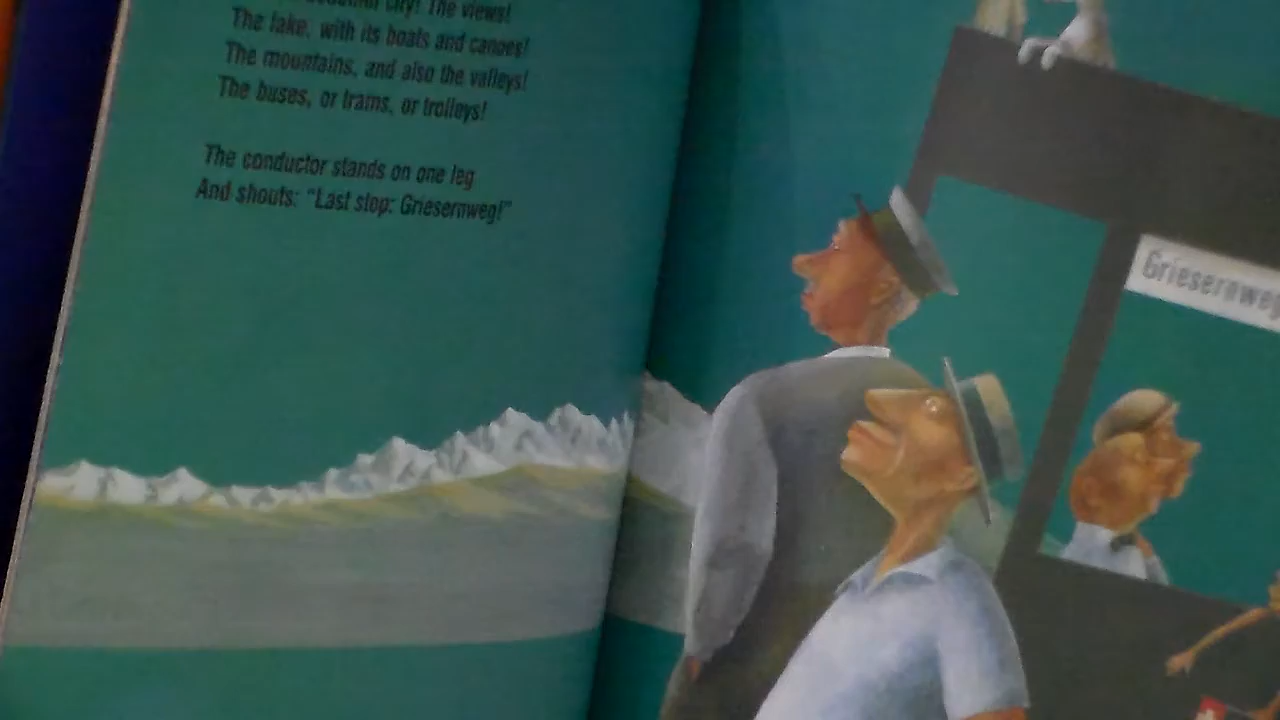 City! The views!
The lake, with its boats and canoes!
The mountains, and also the valleys!
The buses, or trams, or trolleys!
The conductor stands on one leg
And shouts: "Last stop: Griesernweg!"
Griesernweg